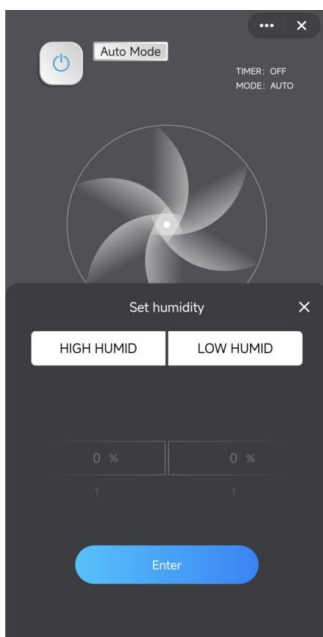 Auto Mode
TIMER: OFF
MODE: AUTO
Set humidity
HIGH HUMID LOW HUMID
0 % 0 %
1 1
Enter